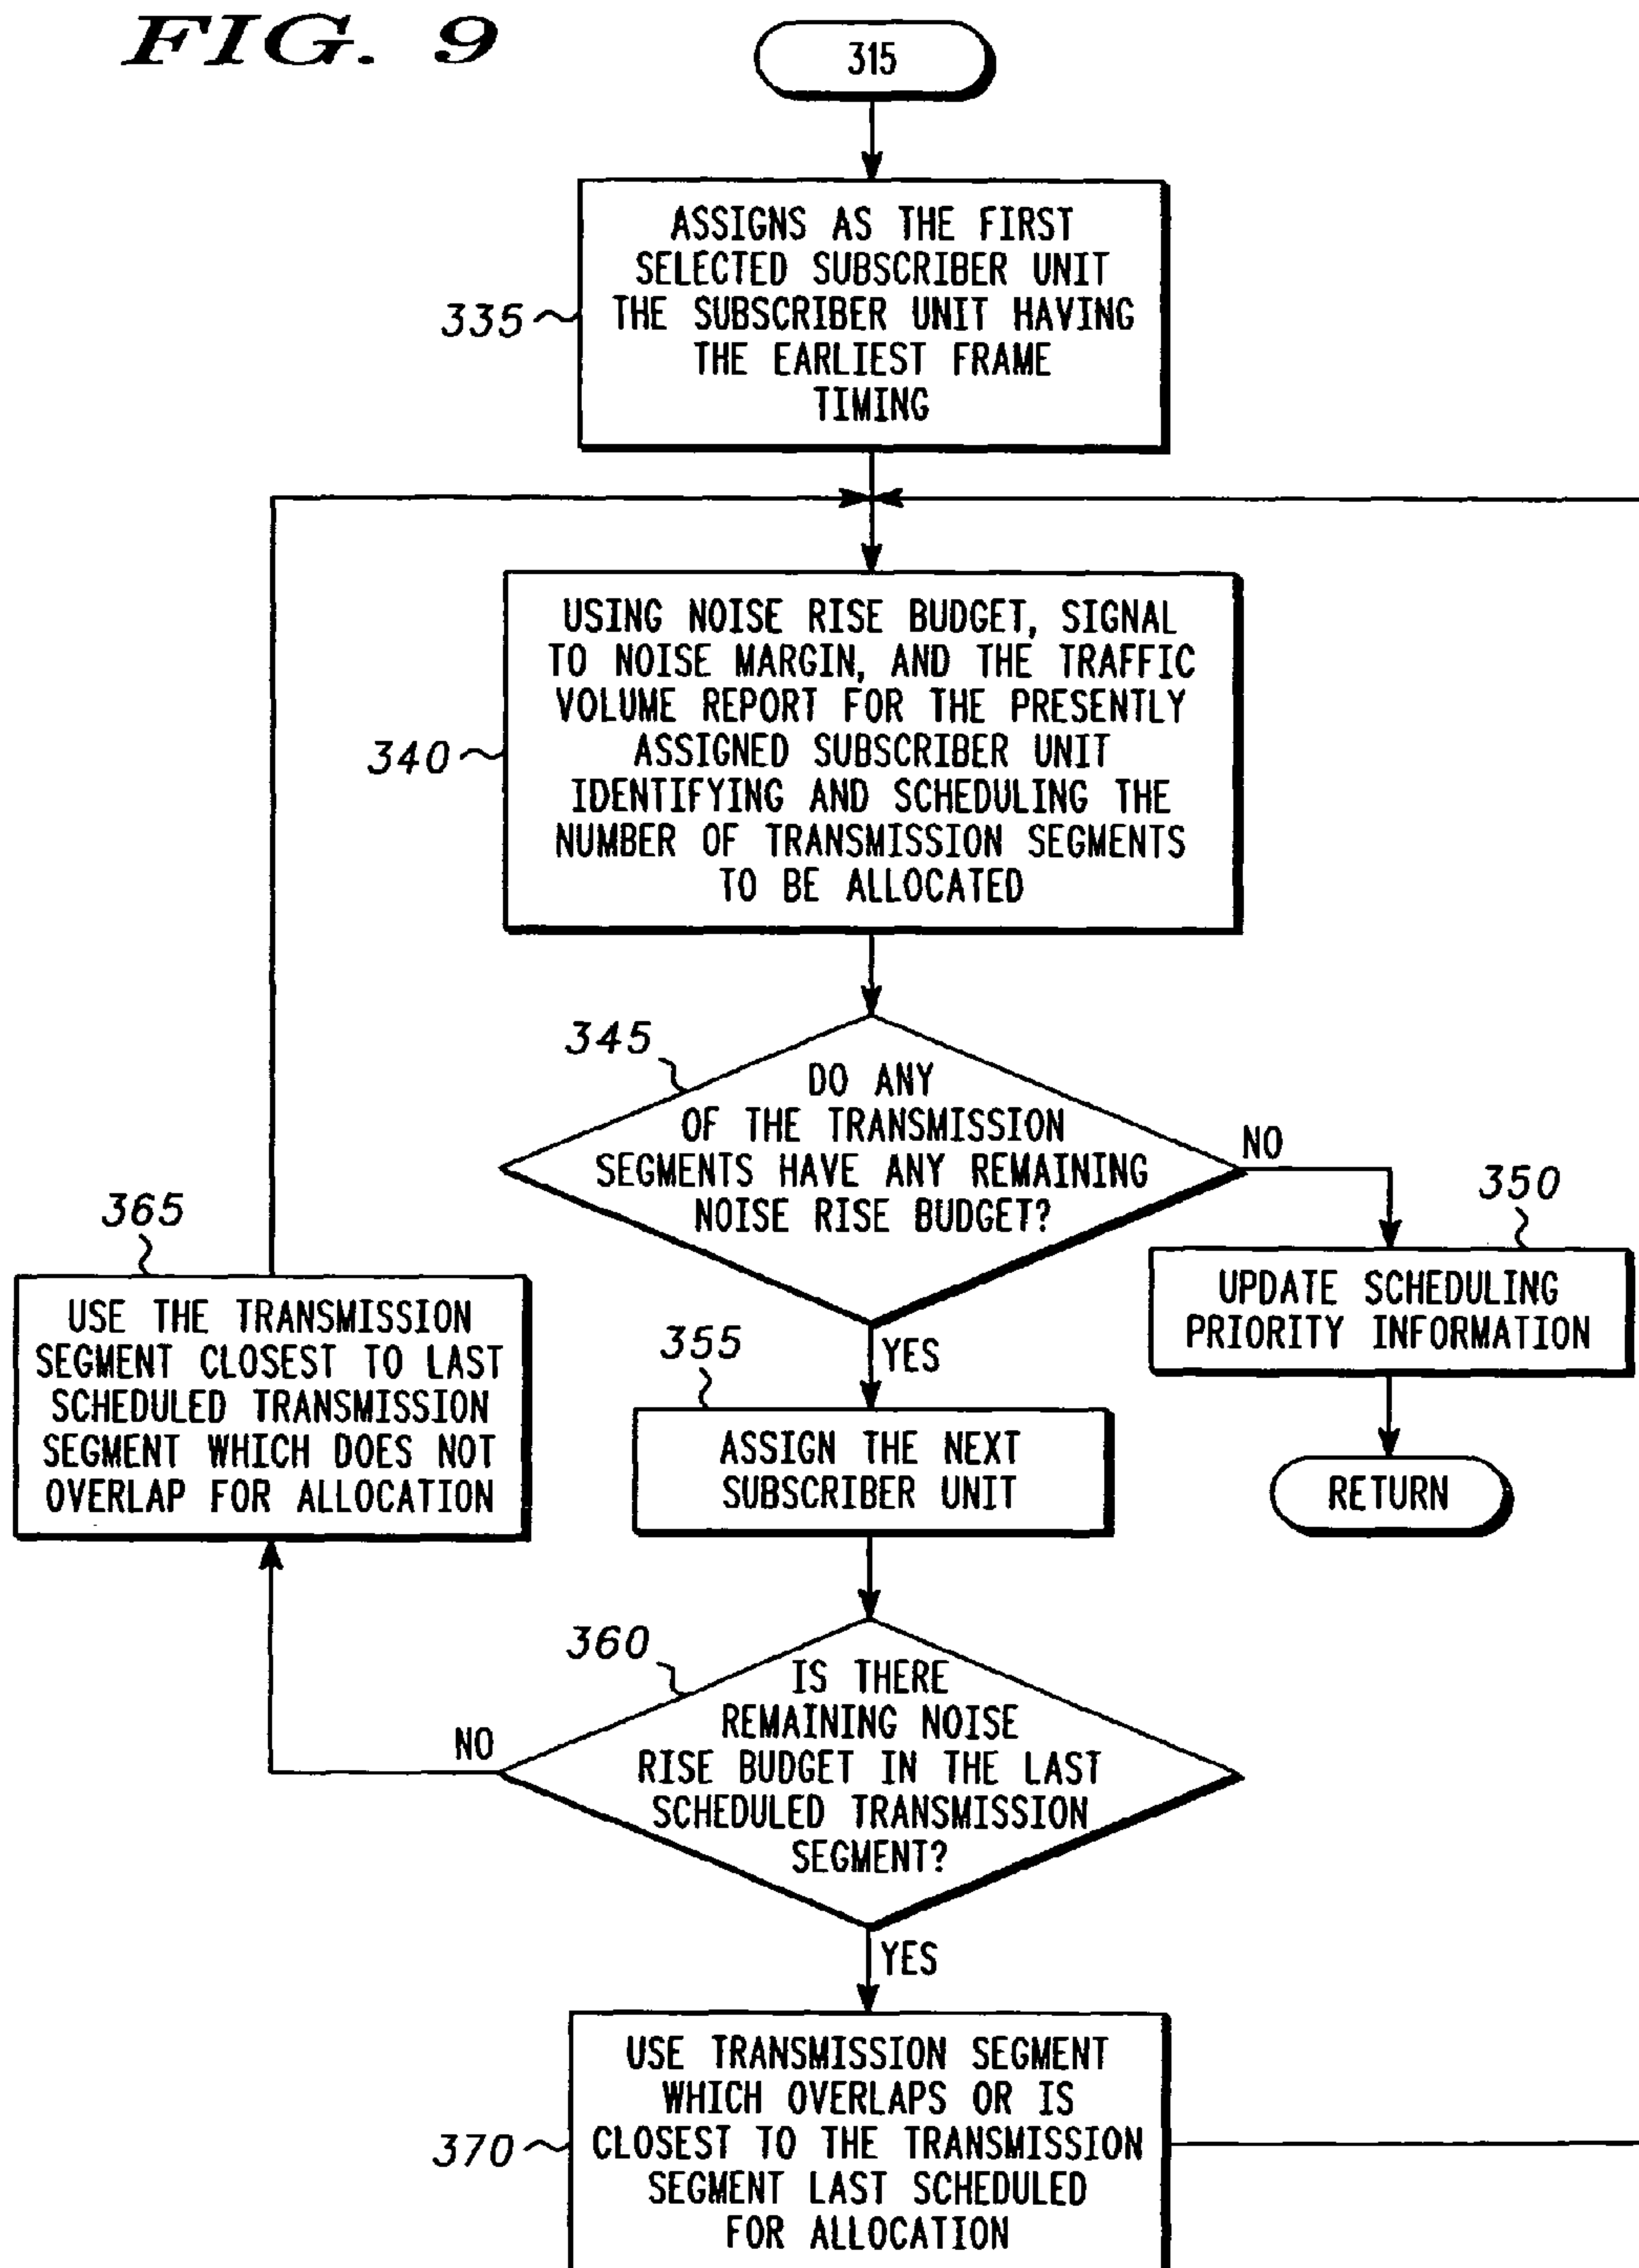 FIG. 9
315
335
ASSIGNS AS THE FIRST
SELECTED SUBSCRIBER UNIT
THE SUBSCRIBER UNIT HAVING
THE EARLIEST FRAME
TIMING
340
USING NOISE RISE BUDGET, SIGNAL
TO NOISE MARGIN, AND THE TRAFFIC
VOLUME REPORT FOR THE PRESENTLY
ASSIGNED SUBSCRIBER UNIT
IDENTIFYING AND SCHEDULING THE
NUMBER OF TRANSMISSION SEGMENTS
TO BE ALLOCATED
345
DO ANY
OF THE TRANSMISSION
SEGMENTS HAVE ANY REMAINING
NOISE RISE BUDGET?
NO
350
UPDATE SCHEDULING
PRIORITY INFORMATION
RETURN
YES
355
ASSIGN THE NEXT
SUBSCRIBER UNIT
360
IS THERE
REMAINING NOISE
RISE BUDGET IN THE LAST
SCHEDULED TRANSMISSION
SEGMENT?
NO
365
USE THE TRANSMISSION
SEGMENT CLOSEST TO LAST
SCHEDULED TRANSMISSION
SEGMENT WHICH DOES NOT
OVERLAP FOR ALLOCATION
YES
370
USE TRANSMISSION SEGMENT
WHICH OVERLAPS OR IS
CLOSEST TO THE TRANSMISSION
SEGMENT LAST SCHEDULED
FOR ALLOCATION